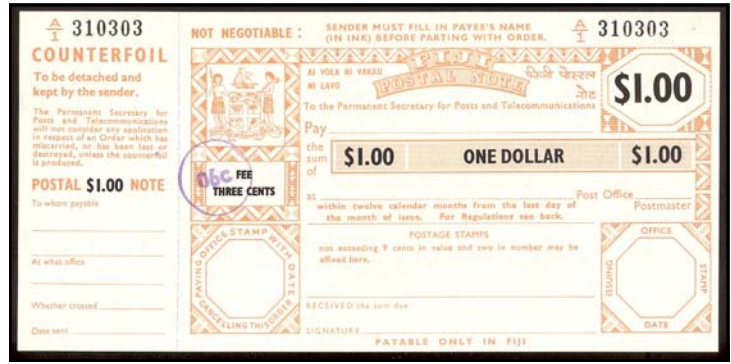 A/1 310303
COUNTERFOIL
To be detached and
kept by the sender.
The Permanent Secretary for
Posts and Telecommunications
will not consider any application
in respect of an Order which has
miscarried, or has been lost or
destroyed, unless the counterfoil
is produced.
POSTAL $1.00 NOTE
To whom payable
At what office
Whether crossed
Date sent
NOT NEGOTIABLE :
SENDER MUST FILL IN PAYEE'S NAME
(IN INK) BEFORE PARTING WITH ORDER.
A/1 310303
FIJI
AI VOLA NI VAKAU
NI LAVO
POSTAL NOTE
फीजी पोस्टल
नोट
$1.00
To the Permanent Secretary for Posts and Telecommunications
Pay
the
sum
of
$1.00 ONE DOLLAR $1.00
06c FEE
THREE CENTS
at Post Office
within twelve calendar months from the last day of
the month of issue. For Regulations see back.
Postmaster
POSTAGE STAMPS
not exceeding 9 cents in value and two in number may be
affixed here.
PAYING OFFICE STAMP WITH DATE CANCELLING THIS ORDER
ISSUING OFFICE STAMP DATE
RECEIVED the sum due
SIGNATURE
PAYABLE ONLY IN FIJI